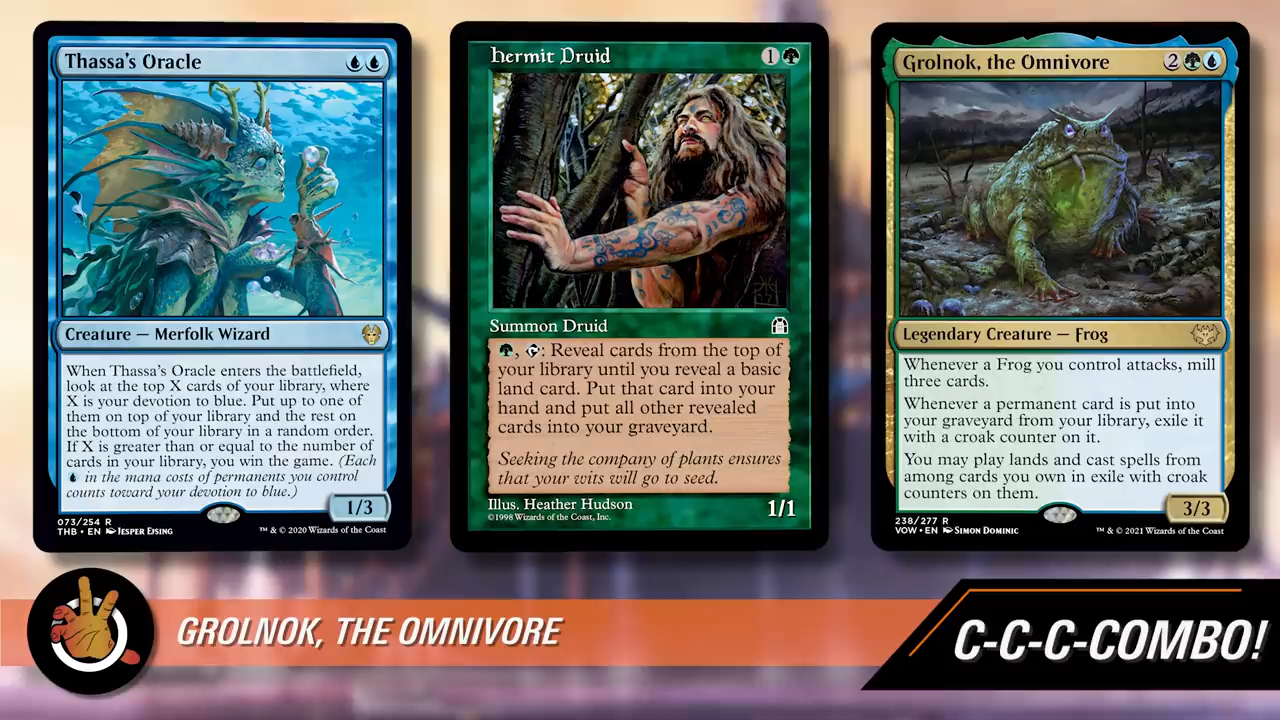 Thassa's Oracle
Creature — Merfolk Wizard
When Thassa's Oracle enters the battlefield,
look at the top X cards of your library, where
X is your devotion to blue. Put up to one of
them on top of your library and the rest on
the bottom of your library in a random order.
If X is greater than or equal to the number of
cards in your library, you win the game. (Each
in the mana costs of permanents you control
counts toward your devotion to blue.)
1/3
073/254 R
THB • EN Jesper Ejsing
™ & © 2020 Wizards of the Coast
Hermit Druid
1
Summon Druid
, : Reveal cards from the top of
your library until you reveal a basic
land card. Put that card into your
hand and put all other revealed
cards into your graveyard.
Seeking the company of plants ensures
that your wits will go to seed.
Illus. Heather Hudson
©1998 Wizards of the Coast, Inc.
1/1
Grolnok, the Omnivore
2
Legendary Creature — Frog
Whenever a Frog you control attacks, mill
three cards.
Whenever a permanent card is put into
your graveyard from your library, exile it
with a croak counter on it.
You may play lands and cast spells from
among cards you own in exile with croak
counters on them.
3/3
238/277 R
VOW • EN Simon Dominic
™ & © 2021 Wizards of the Coast
GROLNOK, THE OMNIVORE
C-C-C-COMBO!